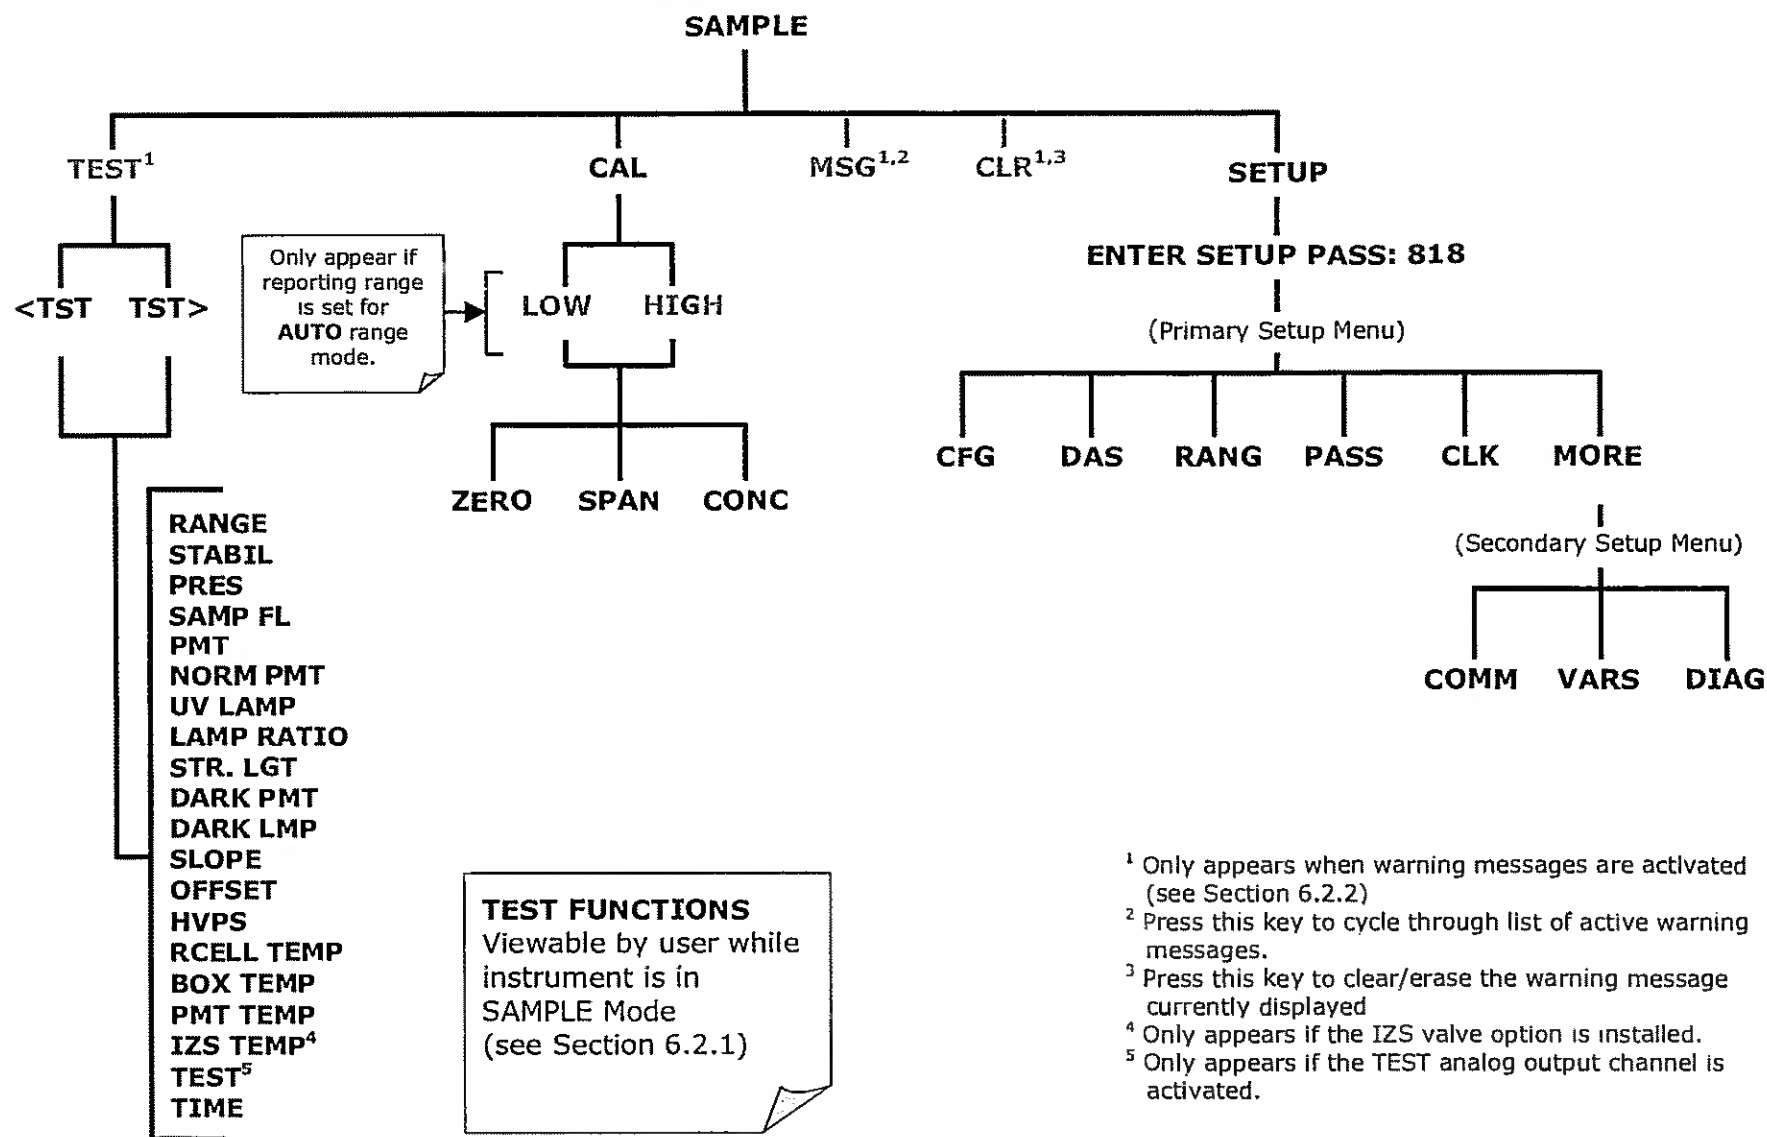 SAMPLE
TEST¹ CAL MSG¹,² CLR¹,³ SETUP
<TST TST>
Only appear if
reporting range
is set for
AUTO range
mode.
LOW HIGH
ZERO SPAN CONC
ENTER SETUP PASS: 818
(Primary Setup Menu)
CFG DAS RANG PASS CLK MORE
(Secondary Setup Menu)
COMM VARS DIAG
RANGE
STABIL
PRES
SAMP FL
PMT
NORM PMT
UV LAMP
LAMP RATIO
STR. LGT
DARK PMT
DARK LMP
SLOPE
OFFSET
HVPS
RCELL TEMP
BOX TEMP
PMT TEMP
IZS TEMP⁴
TEST⁵
TIME
TEST FUNCTIONS
Viewable by user while
instrument is in
SAMPLE Mode
(see Section 6.2.1)
¹ Only appears when warning messages are activated
(see Section 6.2.2)
² Press this key to cycle through list of active warning
messages.
³ Press this key to clear/erase the warning message
currently displayed
⁴ Only appears if the IZS valve option is installed.
⁵ Only appears if the TEST analog output channel is
activated.